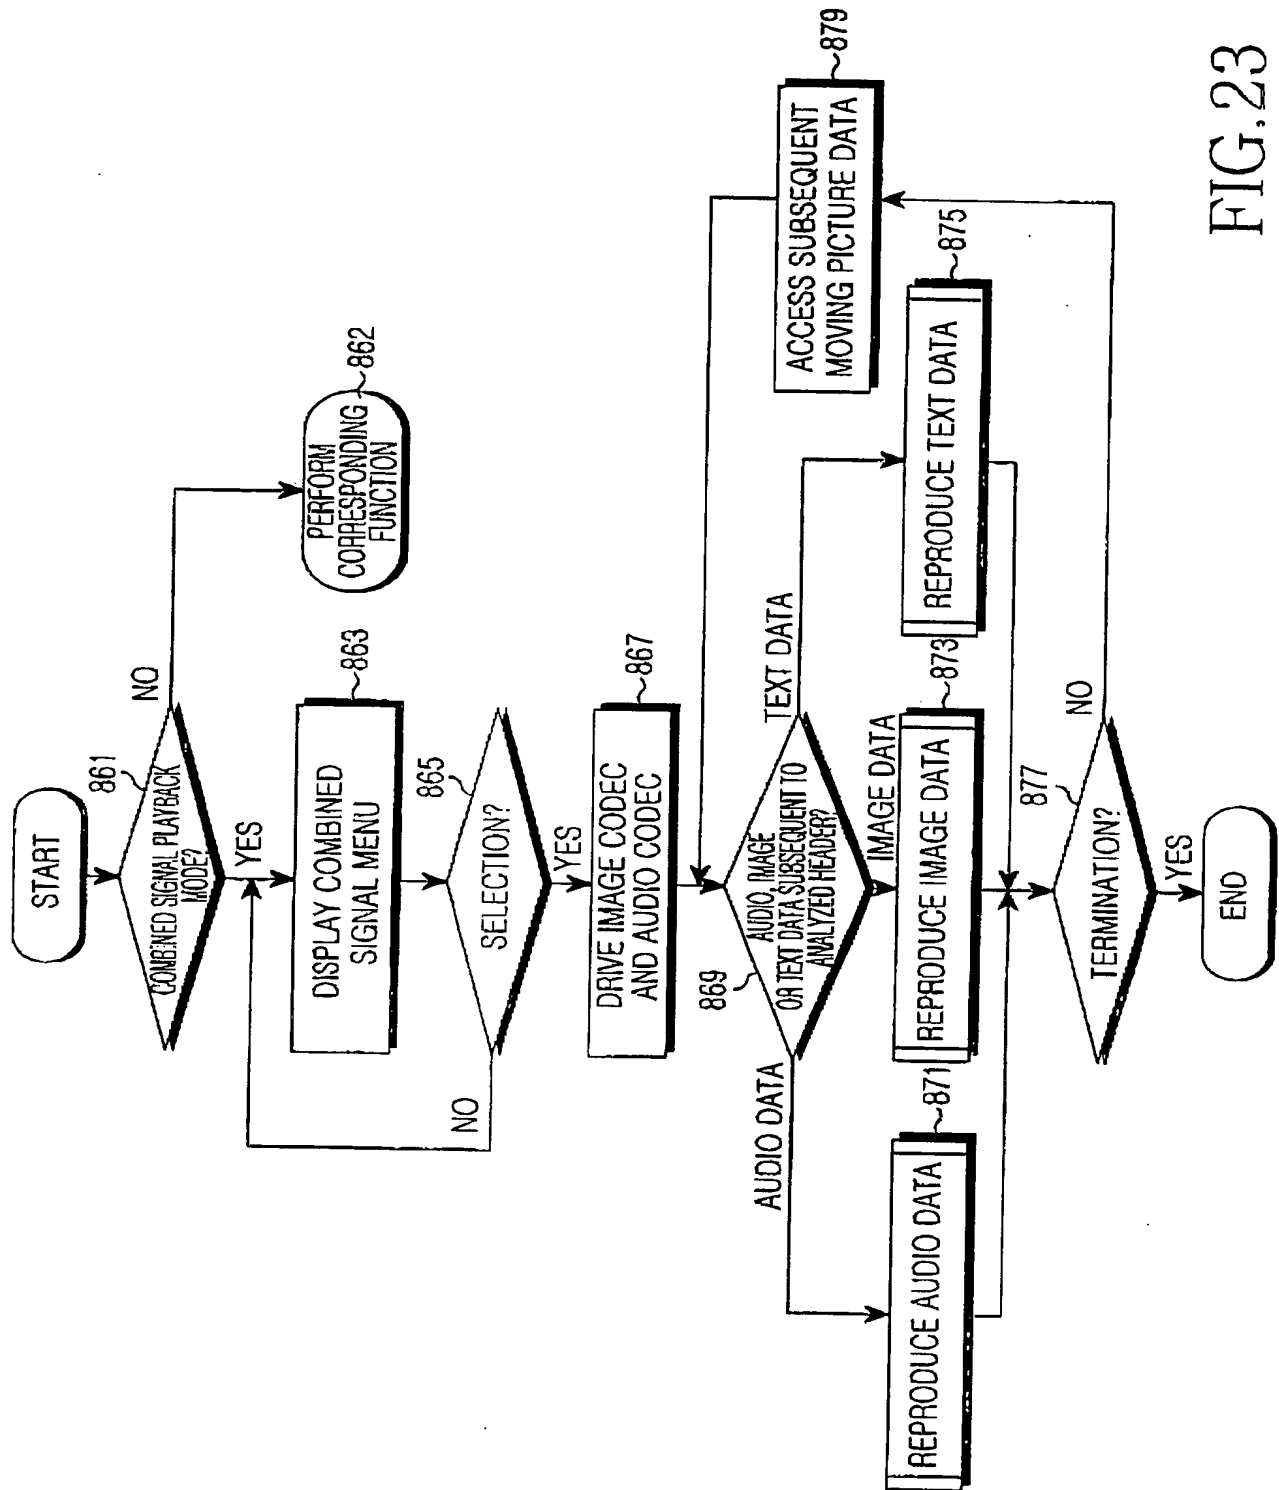 START
861
COMBINED SIGNAL PLAYBACK
MODE?
NO
YES
PERFORM
CORRESPONDING
FUNCTION
862
DISPLAY COMBINED
SIGNAL MENU
863
SELECTION?
865
NO
YES
DRIVE IMAGE CODEC
AND AUDIO CODEC
867
869
AUDIO, IMAGE
OR TEXT DATA SUBSEQUENT TO
ANALYZED HEADER?
AUDIO DATA
IMAGE DATA
TEXT DATA
ACCESS SUBSEQUENT
MOVING PICTURE DATA
879
REPRODUCE AUDIO DATA
871
REPRODUCE IMAGE DATA
873
REPRODUCE TEXT DATA
875
TERMINATION?
877
NO
YES
END
FIG.23